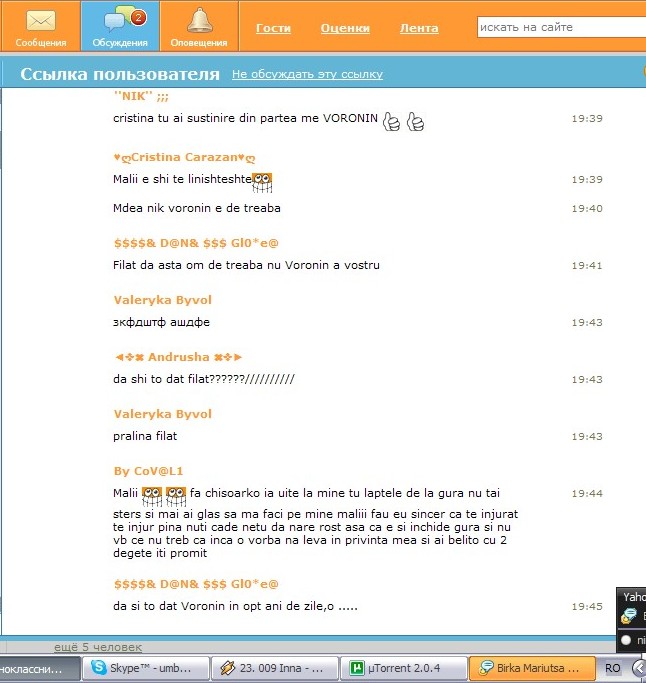 2
Сообщения
Обсуждения
Оповещения
Гости
Оценки
Лента
искать на сайте
Ссылка пользователя Не обсуждать эту ссылку
''NIK'' ;;;
cristina tu ai sustinire din partea me VORONIN 19:39
♥ღCristina Carazan♥ღ
Malii e shi te linishteshte 19:39
Mdea nik voronin e de treaba 19:40
$$$$& D@N& $$$ Gl0*e@
Filat da asta om de treaba nu Voronin a vostru 19:41
Valeryka Byvol
зкфдштф ашдфе 19:43
◄✤✖ Andrusha ✖✤►
da shi to dat filat??????////////// 19:43
Valeryka Byvol
pralina filat 19:43
By CoV@L1
Malii fa chisoarko ia uite la mine tu laptele de la gura nu tai 19:44
sters si mai ai glas sa ma faci pe mine maliii fau eu sincer ca te injurat
te injur pina nuti cade netu da nare rost asa ca e si inchide gura si nu
vb ce nu treb ca inca o vorba na leva in privinta mea si ai belito cu 2
degete iti promit
$$$$& D@N& $$$ Gl0*e@
da si to dat Voronin in opt ani de zile,o ..... 19:45
ещё 5 человек
Yaho
ni
ноклассни...
Skype™ - umb...
23. 009 Inna - ...
µTorrent 2.0.4
Birka Mariutsa ...
RO